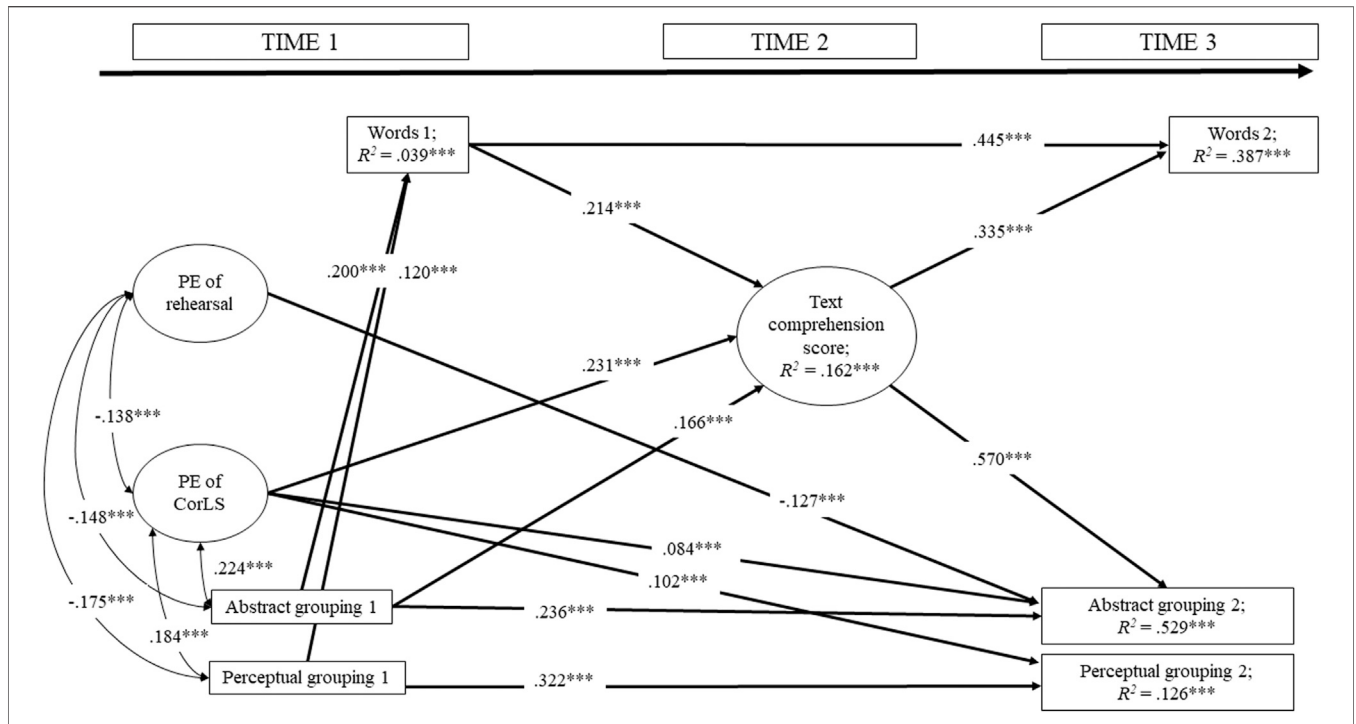 TIME 1
TIME 2
TIME 3
Words 1;
R² = .039***
.445***
Words 2;
R² = .387***
.214***
.335***
PE of
rehearsal
.200***
.120***
Text
comprehension
score;
R² = .162***
.231***
-.138***
.166***
.570***
PE of
CorLS
-.127***
-.148***
.084***
.224***
.102***
-.175***
Abstract grouping 1
.236***
Abstract grouping 2;
R² = .529***
.184***
Perceptual grouping 1
.322***
Perceptual grouping 2;
R² = .126***